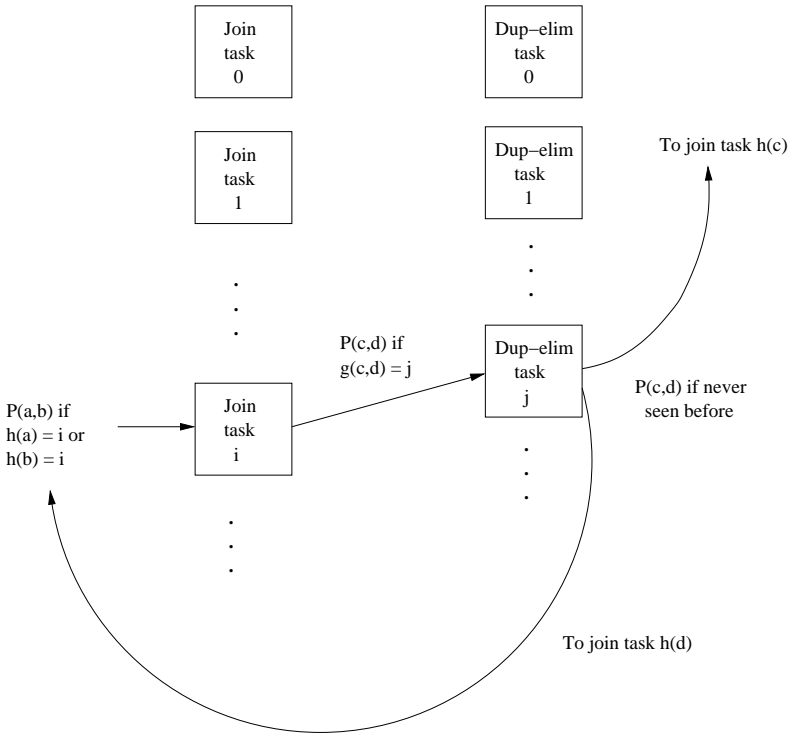 Join
task
0
Dup−elim
task
0
Join
task
1
Dup−elim
task
1
To join task h(c)
P(c,d) if
g(c,d) = j
Dup−elim
task
j
P(c,d) if never
seen before
P(a,b) if
h(a) = i or
h(b) = i
Join
task
i
To join task h(d)